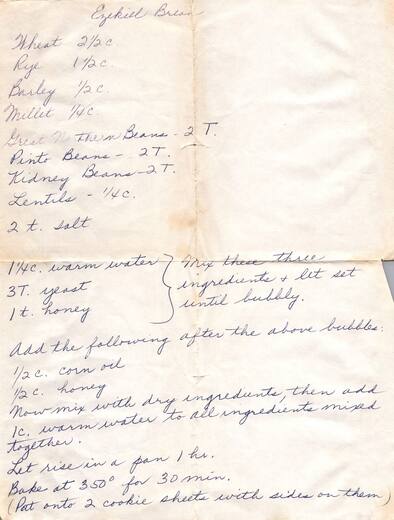 Ezekiel Bread
Wheat 2 1/2 c.
Rye 1 1/2 c.
Barley 1/2 c.
Millet 1/4 c.
Great Northern Beans - 2 T.
Pinto Beans - 2 T.
Kidney Beans - 2 T.
Lentils - 1/4 c.
2 t. salt
1 1/4 c. warm water
3 T. yeast
1 t. honey
Mix these three
ingredients + let set
until bubbly.
Add the following after the above bubbles:
1/2 c. corn oil
1/2 c. honey
Now mix with dry ingredients, then add
1 c. warm water to all ingredients mixed
together.
Let rise in a pan 1 hr.
Bake at 350° for 30 min.
(Pat onto 2 cookie sheets with sides on them)